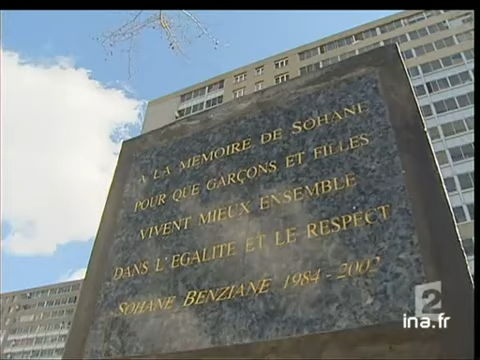 A LA MEMOIRE DE SOHANE
POUR QUE GARÇONS ET FILLES
VIVENT MIEUX ENSEMBLE
DANS L'EGALITE ET LE RESPECT
SOHANE BENZIANE 1984 - 2002
2
ina.fr